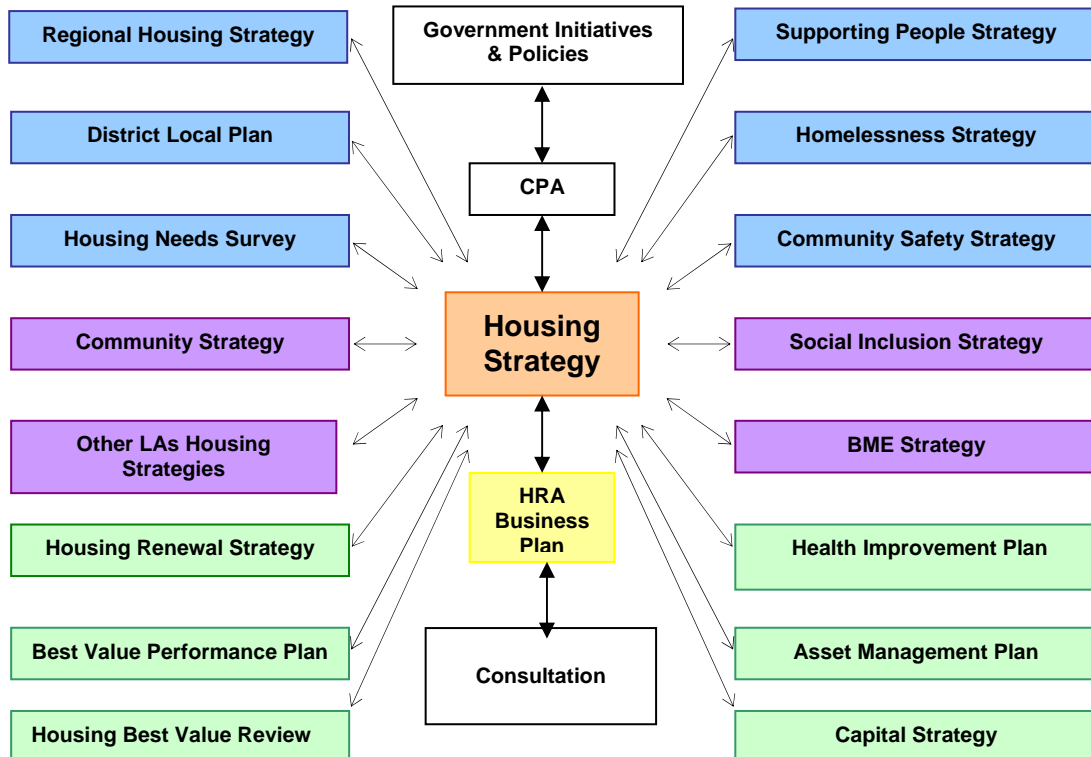 Regional Housing Strategy
Government Initiatives
& Policies
Supporting People Strategy
District Local Plan
Homelessness Strategy
CPA
Housing Needs Survey
Community Safety Strategy
Housing
Strategy
Community Strategy
Social Inclusion Strategy
Other LAs Housing
Strategies
BME Strategy
HRA
Business
Plan
Housing Renewal Strategy
Health Improvement Plan
Best Value Performance Plan
Consultation
Asset Management Plan
Housing Best Value Review
Capital Strategy